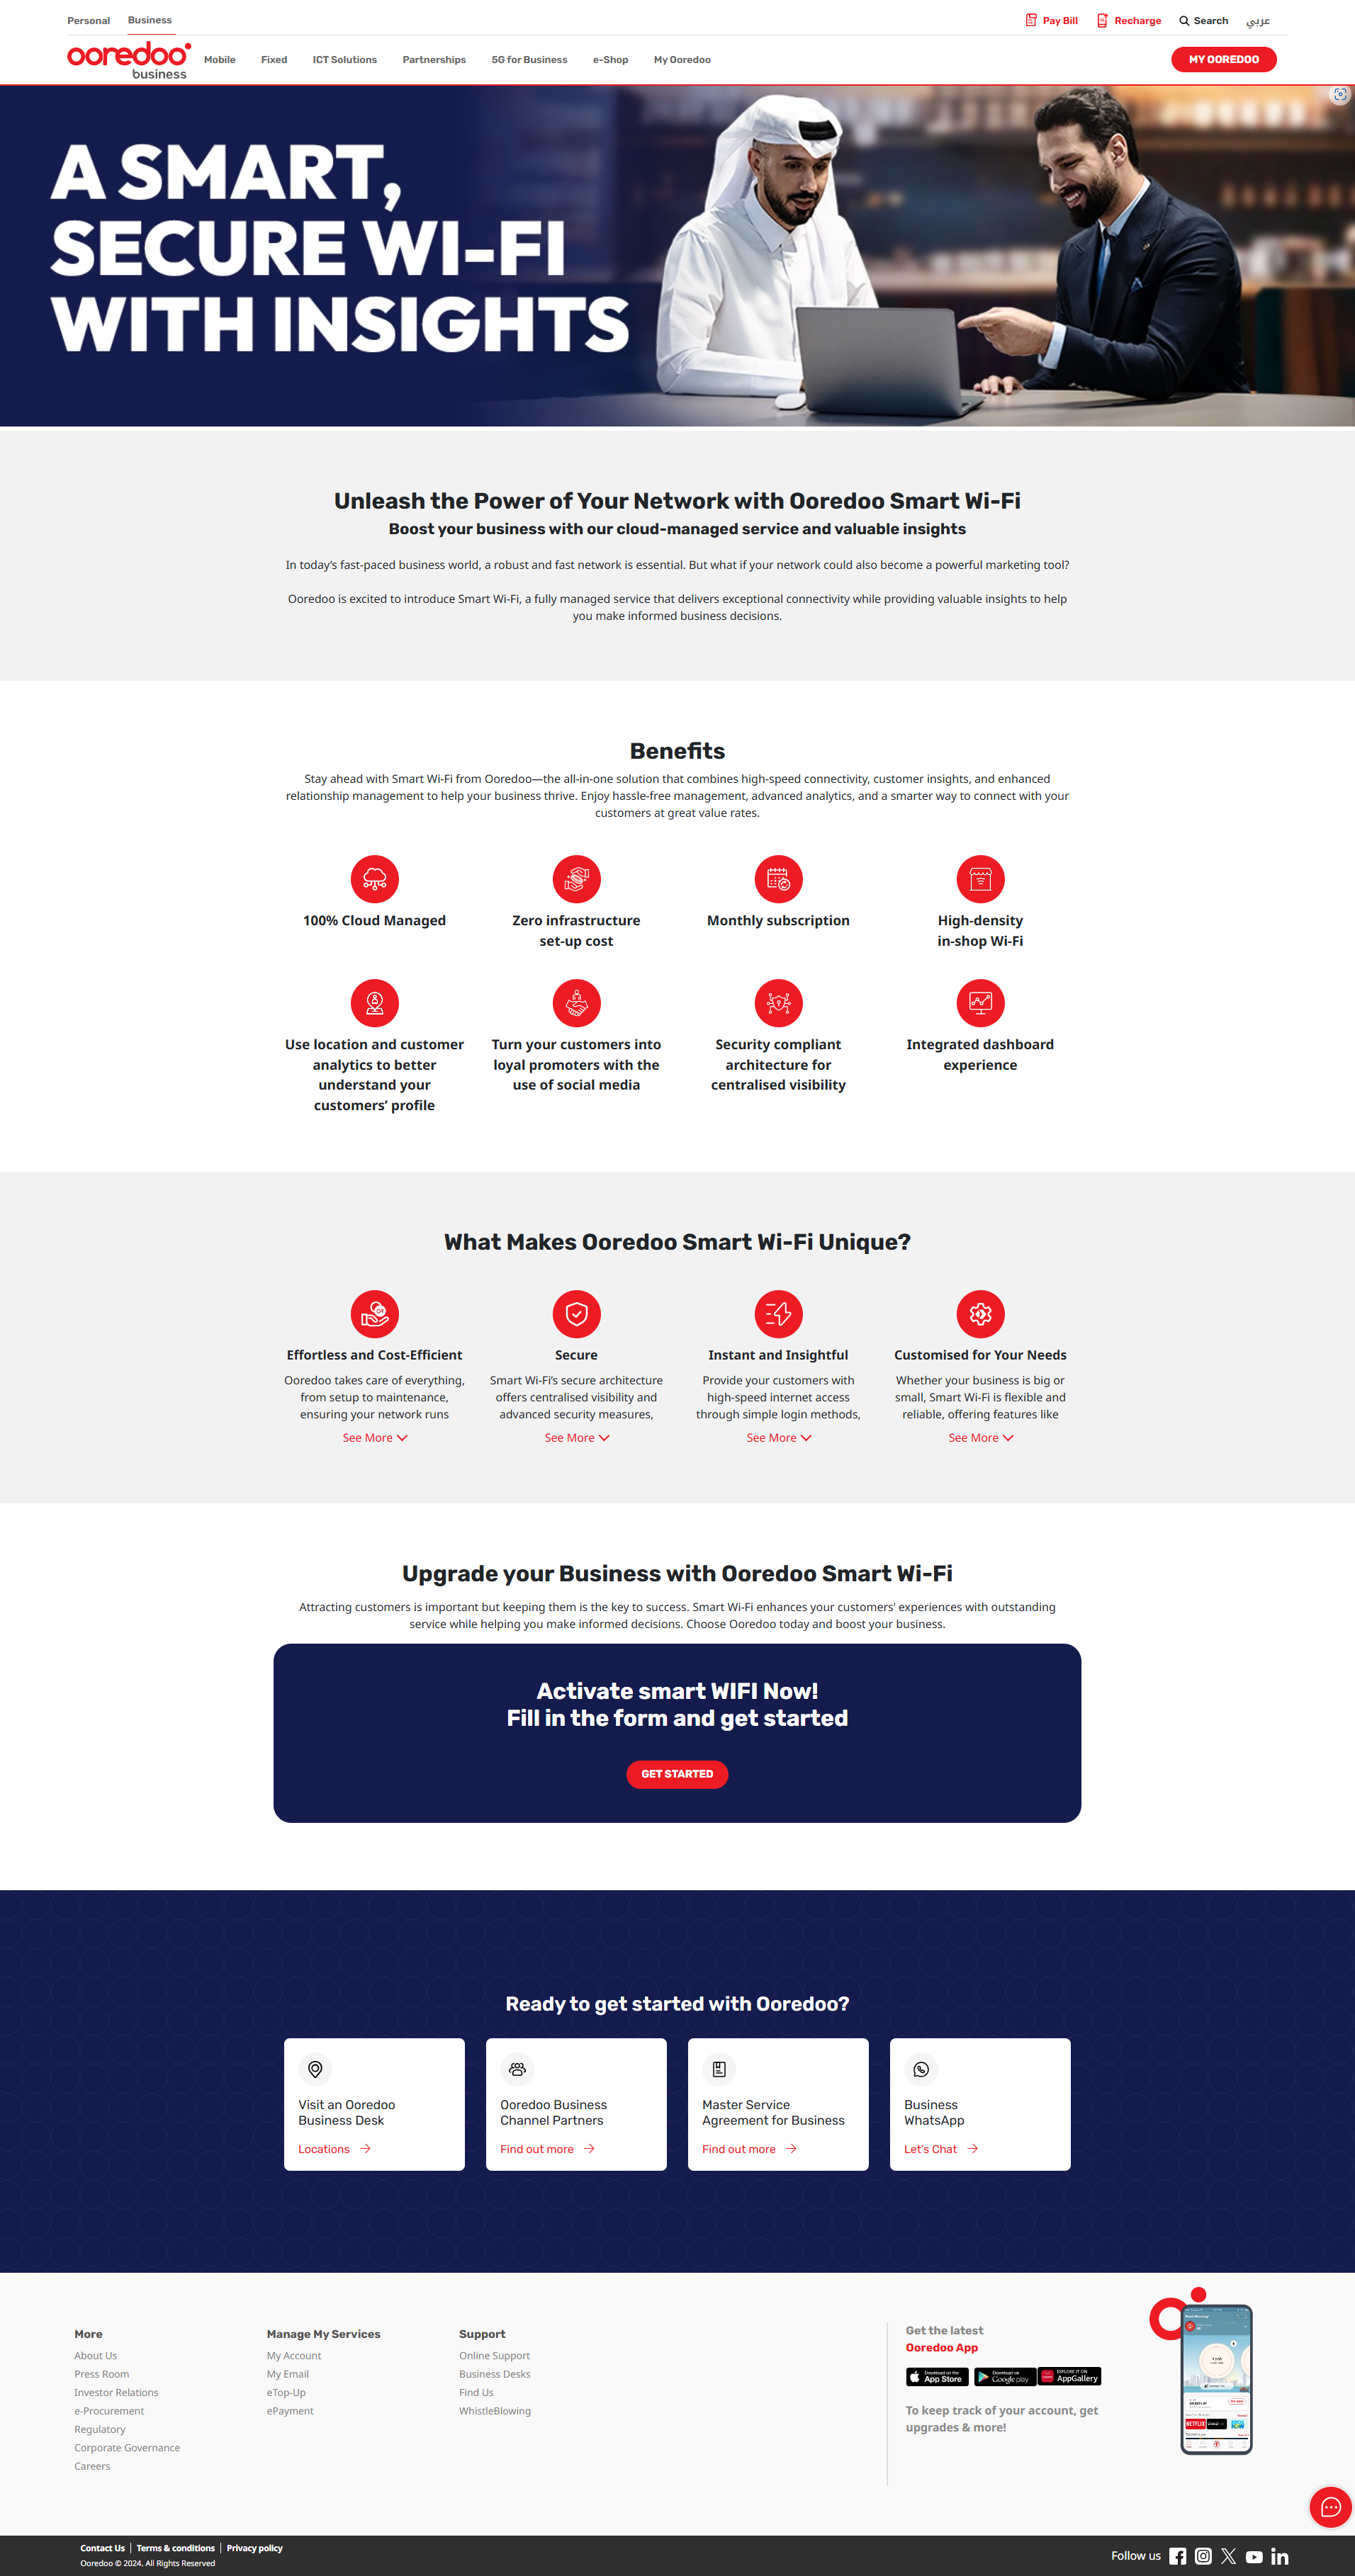 Personal
Business
Pay Bill
Recharge
Search
عربي
ooredoo
business
Mobile
Fixed
ICT Solutions
Partnerships
5G for Business
e-Shop
My Ooredoo
MY OOREDOO
A SMART,
SECURE WI-FI
WITH INSIGHTS
Unleash the Power of Your Network with Ooredoo Smart Wi-Fi
Boost your business with our cloud-managed service and valuable insights
In today's fast-paced business world, a robust and fast network is essential. But what if your network could also become a powerful marketing tool?
Ooredoo is excited to introduce Smart Wi-Fi, a fully managed service that delivers exceptional connectivity while providing valuable insights to help
you make informed business decisions.
Benefits
Stay ahead with Smart Wi-Fi from Ooredoo—the all-in-one solution that combines high-speed connectivity, customer insights, and enhanced
relationship management to help your business thrive. Enjoy hassle-free management, advanced analytics, and a smarter way to connect with your
customers at great value rates.
100% Cloud Managed
Zero infrastructure
set-up cost
Monthly subscription
High-density
in-shop Wi-Fi
Use location and customer
analytics to better
understand your
customers' profile
Turn your customers into
loyal promoters with the
use of social media
Security compliant
architecture for
centralised visibility
Integrated dashboard
experience
What Makes Ooredoo Smart Wi-Fi Unique?
Effortless and Cost-Efficient
Ooredoo takes care of everything,
from setup to maintenance,
ensuring your network runs
See More
Secure
Smart Wi-Fi's secure architecture
offers centralised visibility and
advanced security measures,
See More
Instant and Insightful
Provide your customers with
high-speed internet access
through simple login methods,
See More
Customised for Your Needs
Whether your business is big or
small, Smart Wi-Fi is flexible and
reliable, offering features like
See More
Upgrade your Business with Ooredoo Smart Wi-Fi
Attracting customers is important but keeping them is the key to success. Smart Wi-Fi enhances your customers' experiences with outstanding
service while helping you make informed decisions. Choose Ooredoo today and boost your business.
Activate smart WIFI Now!
Fill in the form and get started
GET STARTED
Ready to get started with Ooredoo?
Visit an Ooredoo
Business Desk
Locations
Ooredoo Business
Channel Partners
Find out more
Master Service
Agreement for Business
Find out more
Business
WhatsApp
Let's Chat
More
About Us
Press Room
Investor Relations
e-Procurement
Regulatory
Corporate Governance
Careers
Manage My Services
My Account
My Email
eTop-Up
ePayment
Support
Online Support
Business Desks
Find Us
WhistleBlowing
Get the latest
Ooredoo App
Download on the
App Store
Download on
Google play
EXPLORE IT ON
AppGallery
To keep track of your account, get
upgrades & more!
NETFLIX
Contact Us
Terms & conditions
Privacy policy
Ooredoo © 2024. All Rights Reserved
Follow us